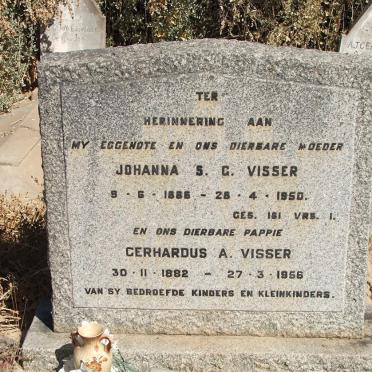 TER
HERINNERING AAN
MY EGGENOTE EN ONS DIERBARE MOEDER
JOHANNA S. G. VISSER
9 - 6 - 1886 - 28 - 4 - 1950.
GES. 161 VRS. 1.
EN ONS DIERBARE PAPPIE
GERHARDUS A. VISSER
30 - 11 - 1882 - 27 - 3 - 1956
VAN SY BEDROEFDE KINDERS EN KLEINKINDERS.